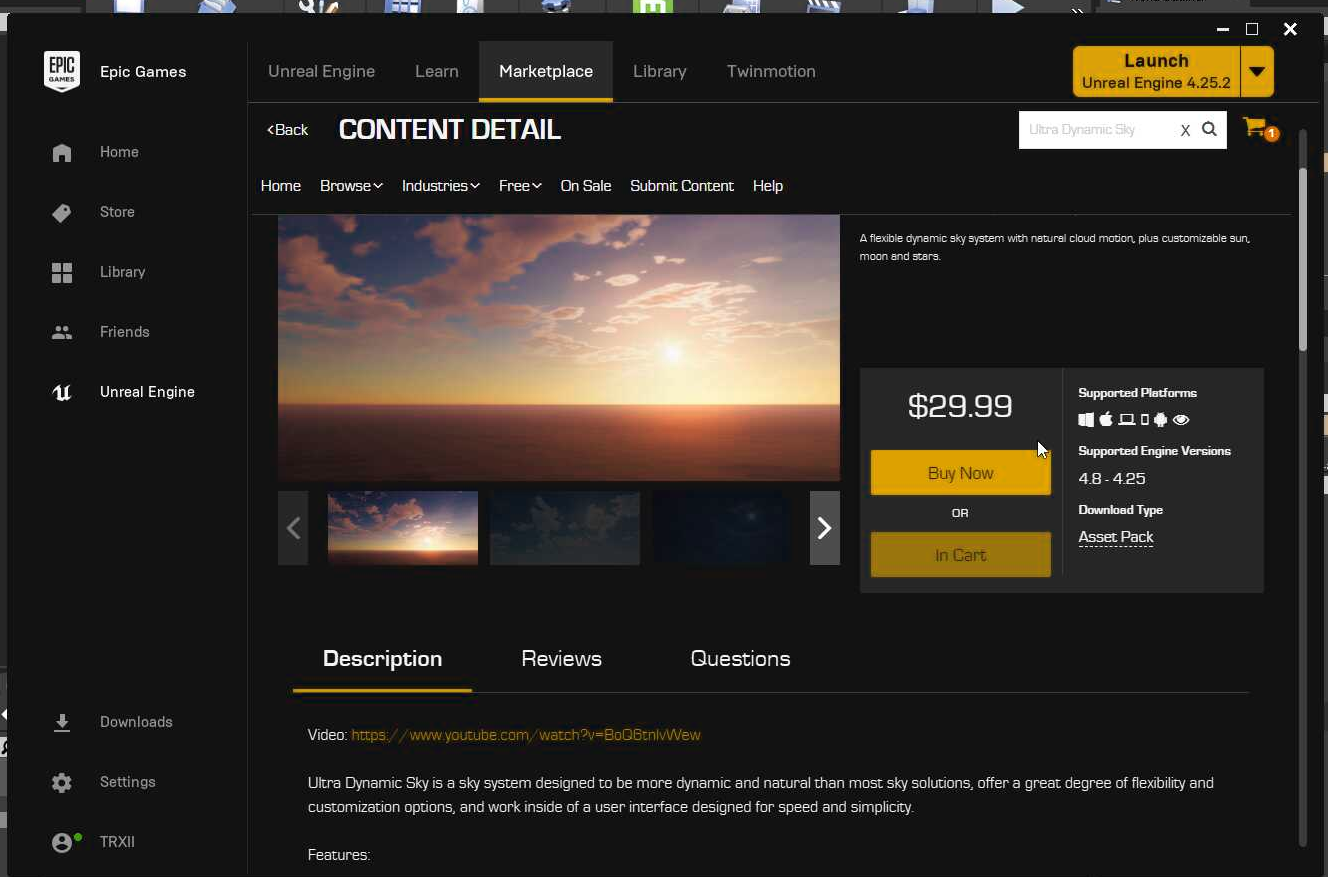 EPIC
GAMES
Epic Games
Unreal Engine
Learn
Marketplace
Library
Twinmotion
Launch
Unreal Engine 4.25.2
<Back
CONTENT DETAIL
Ultra Dynamic Sky
X
1
Home
Browse
Industries
Free
On Sale
Submit Content
Help
Home
Store
Library
Friends
Unreal Engine
Downloads
Settings
TRXII
A flexible dynamic sky system with natural cloud motion, plus customizable sun,
moon and stars.
$29.99
Buy Now
OR
In Cart
Supported Platforms
Supported Engine Versions
4.8 - 4.25
Download Type
Asset Pack
Description
Reviews
Questions
Video: https://www.youtube.com/watch?v=BoQ6tnIvWew
Ultra Dynamic Sky is a sky system designed to be more dynamic and natural than most sky solutions, offer a great degree of flexibility and
customization options, and work inside of a user interface designed for speed and simplicity.
Features: